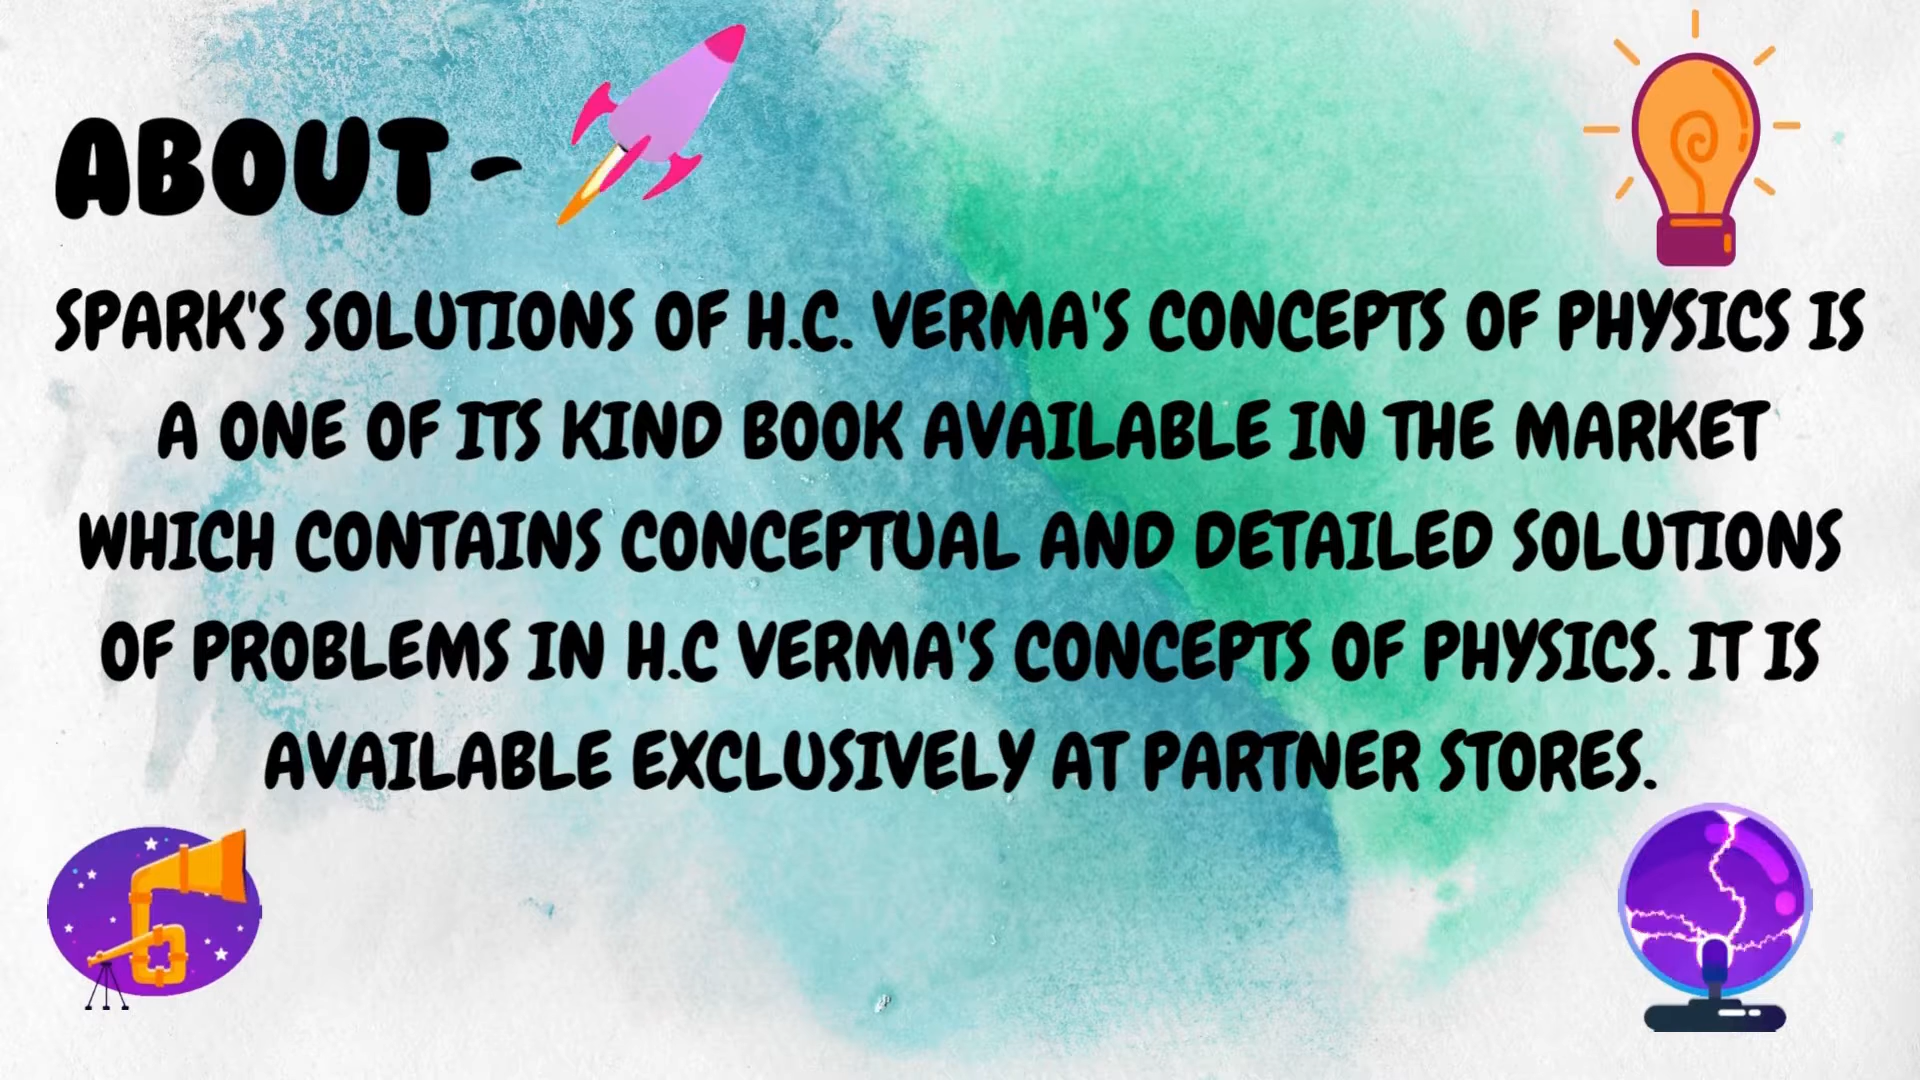 ABOUT -
SPARK'S SOLUTIONS OF H.C. VERMA'S CONCEPTS OF PHYSICS IS
A ONE OF ITS KIND BOOK AVAILABLE IN THE MARKET
WHICH CONTAINS CONCEPTUAL AND DETAILED SOLUTIONS
OF PROBLEMS IN H.C VERMA'S CONCEPTS OF PHYSICS. IT IS
AVAILABLE EXCLUSIVELY AT PARTNER STORES.